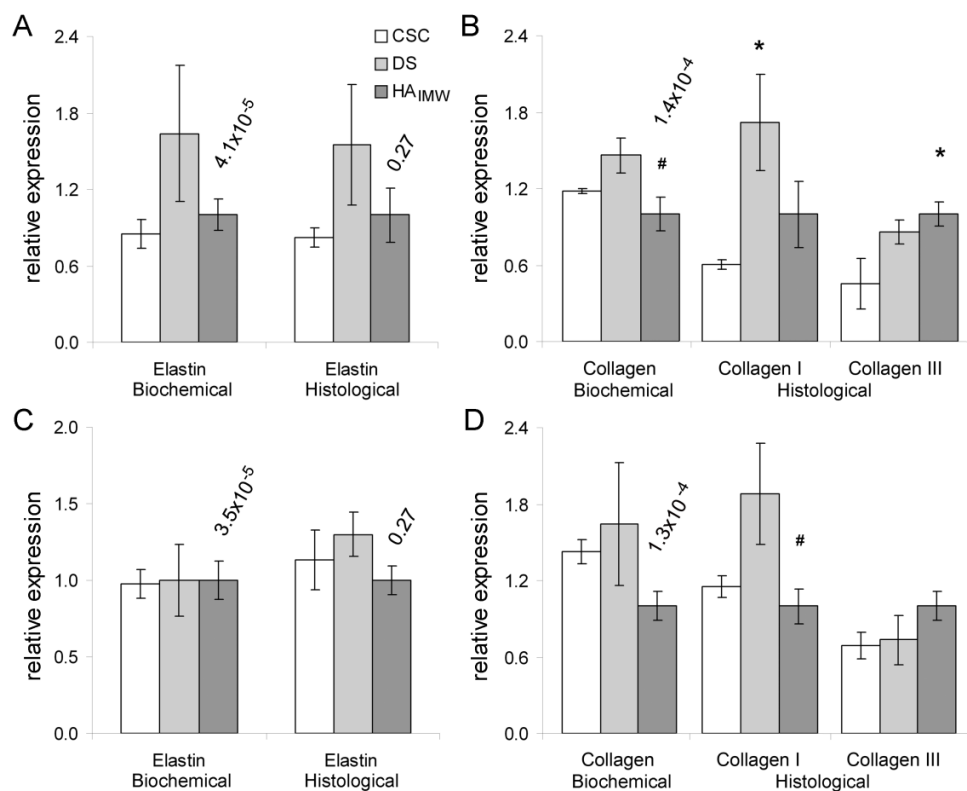 A
2.4
1.8
1.2
0.6
0.0
relative expression
CSC
DS
HA IMW
4.1x10-5
0.27
Elastin
Biochemical
Elastin
Histological
B
2.4
1.8
1.2
0.6
0.0
relative expression
1.4x10-4
#
*
*
Collagen
Biochemical
Collagen I
Collagen III
Histological
C
2.0
1.5
1.0
0.5
0.0
relative expression
3.5x10-5
0.27
Elastin
Biochemical
Elastin
Histological
D
2.4
1.8
1.2
0.6
0.0
relative expression
1.3x10-4
#
Collagen
Biochemical
Collagen I
Collagen III
Histological